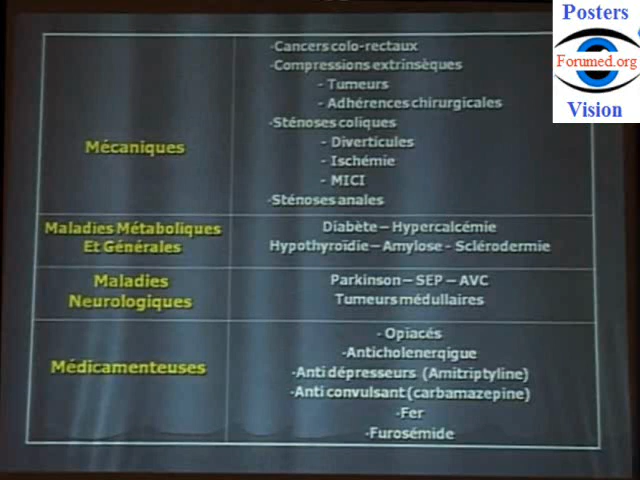 Posters
Forumed.org
Vision
-Cancers colo-rectaux
-Compressions extrinsèques
- Tumeurs
- Adhérences chirurgicales
-Sténoses coliques
- Diverticules
- Ischémie
- MICI
-Sténoses anales
Mécaniques
Maladies Métaboliques
Et Générales
Diabète – Hypercalcémie
Hypothyroïdie – Amylose - Sclérodermie
Maladies
Neurologiques
Parkinson – SEP – AVC
Tumeurs médullaires
Médicamenteuses
- Opiacés
-Anticholenergigue
-Anti dépresseurs (Amitriptyline)
-Anti convulsant (carbamazepine)
-Fer
-Furosémide